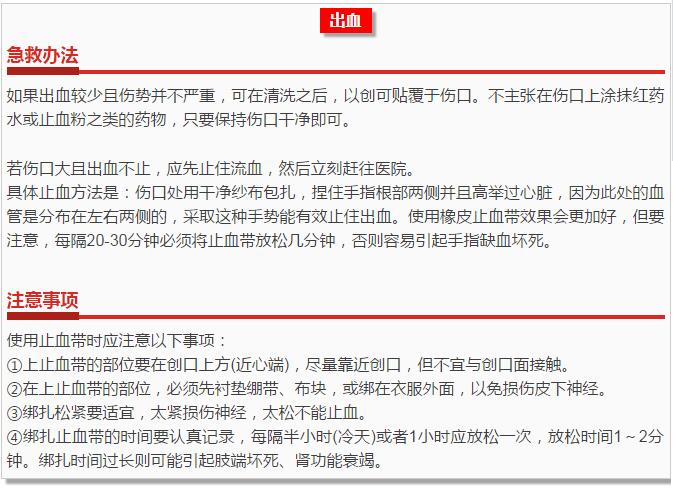 出血
急救办法
如果出血较少且伤势并不严重，可在清洗之后，以创可贴覆于伤口。不主张在伤口上涂抹红药
水或止血粉之类的药物，只要保持伤口干净即可。
若伤口大且出血不止，应先止住流血，然后立刻赶往医院。
具体止血方法是：伤口处用干净纱布包扎，捏住手指根部两侧并且高举过心脏，因为此处的血
管是分布在左右两侧的，采取这种手势能有效止住出血。使用橡皮止血带效果会更加好，但要
注意，每隔20-30分钟必须将止血带放松几分钟，否则容易引起手指缺血坏死。
注意事项
使用止血带时应注意以下事项：
①上止血带的部位要在创口上方(近心端)，尽量靠近创口，但不宜与创口面接触。
②在上止血带的部位，必须先衬垫绷带、布块，或绑在衣服外面，以免损伤皮下神经。
③绑扎松紧要适宜，太紧损伤神经，太松不能止血。
④绑扎止血带的时间要认真记录，每隔半小时(冷天)或者1小时应放松一次，放松时间1～2分
钟。绑扎时间过长则可能引起肢端坏死、肾功能衰竭。